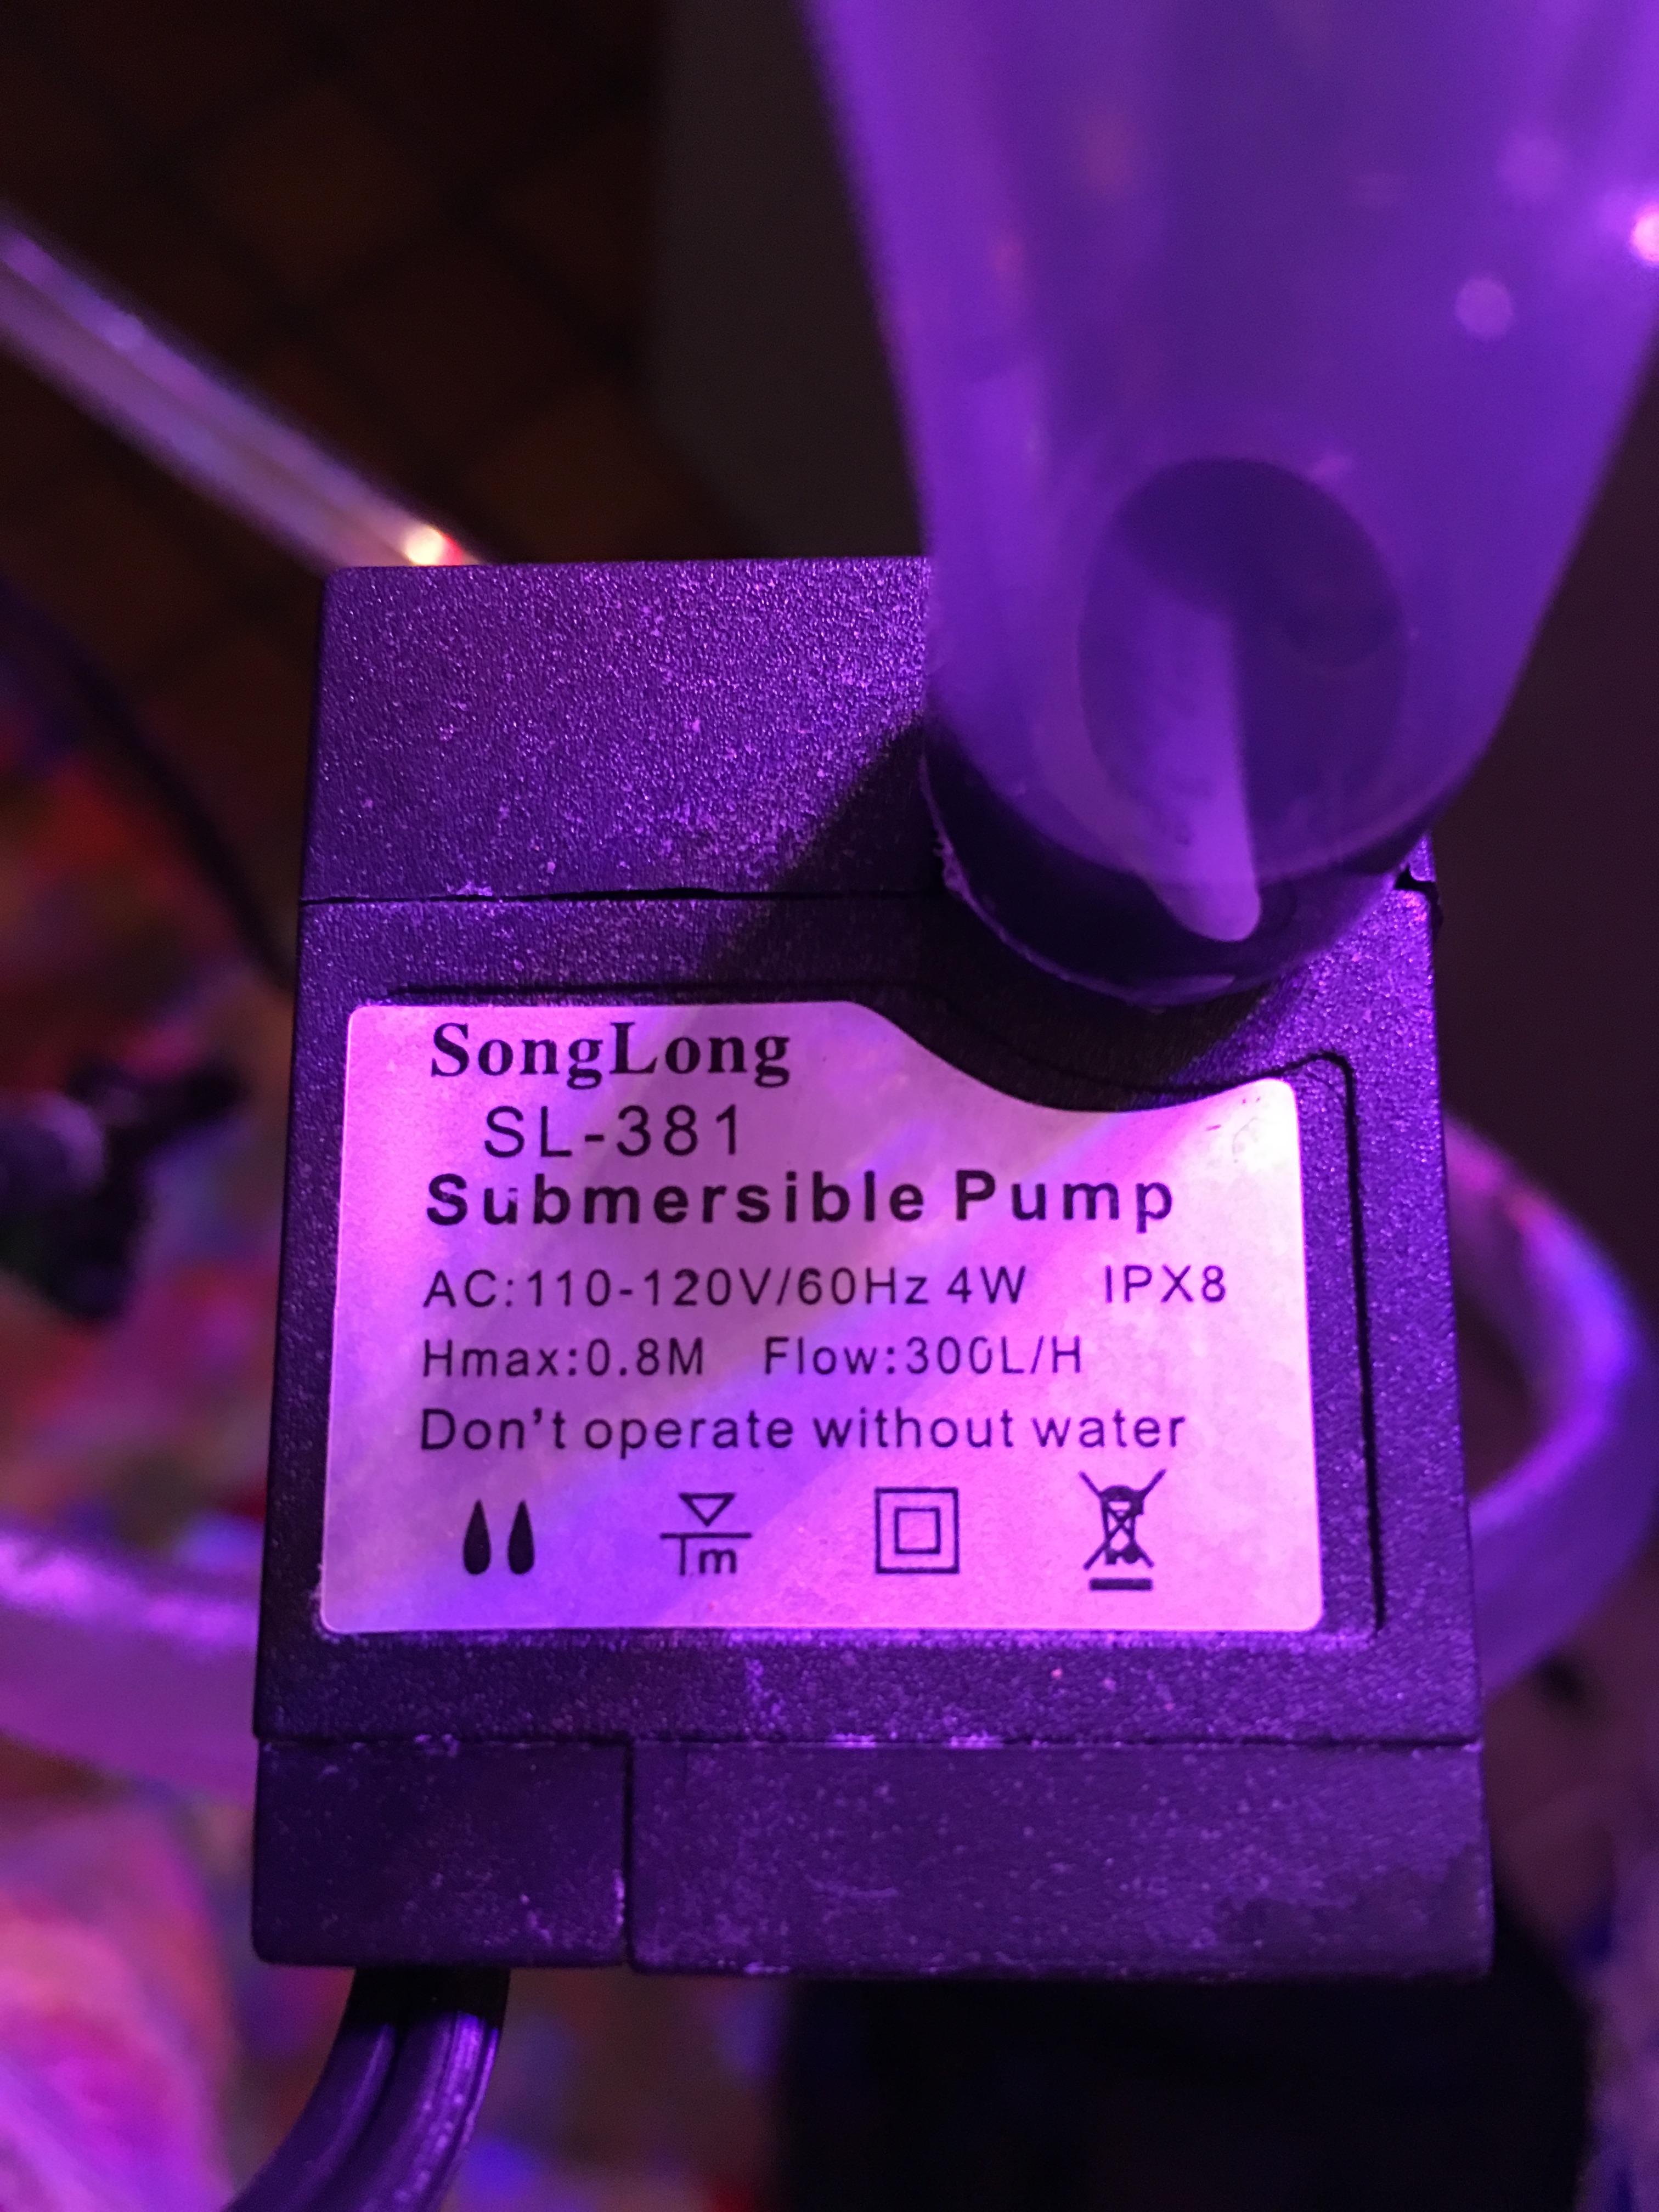 SongLong
SL-381
Submersible Pump
AC:110-120V/60Hz 4W IPX8
Hmax:0.8M Flow:300L/H
Don't operate without water
1m